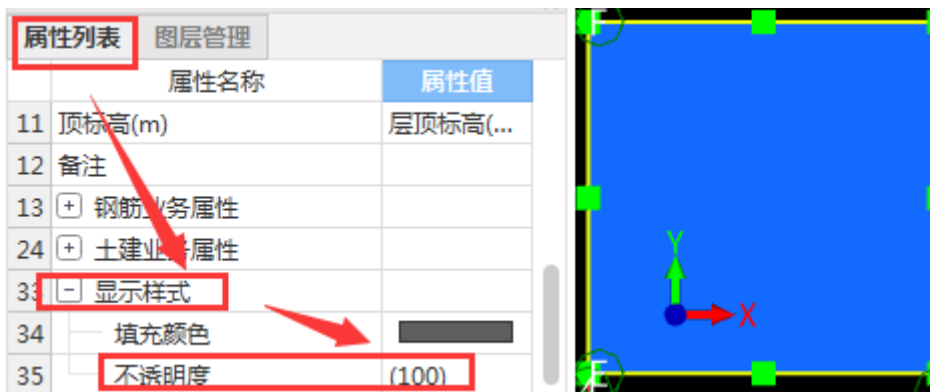 属性列表 图层管理
属性名称 属性值
11 顶标高(m) 层顶标高(...
12 备注
13 + 钢筋业务属性
24 + 土建业务属性
33 - 显示样式
34 填充颜色
35 不透明度 (100)
F
Y
X